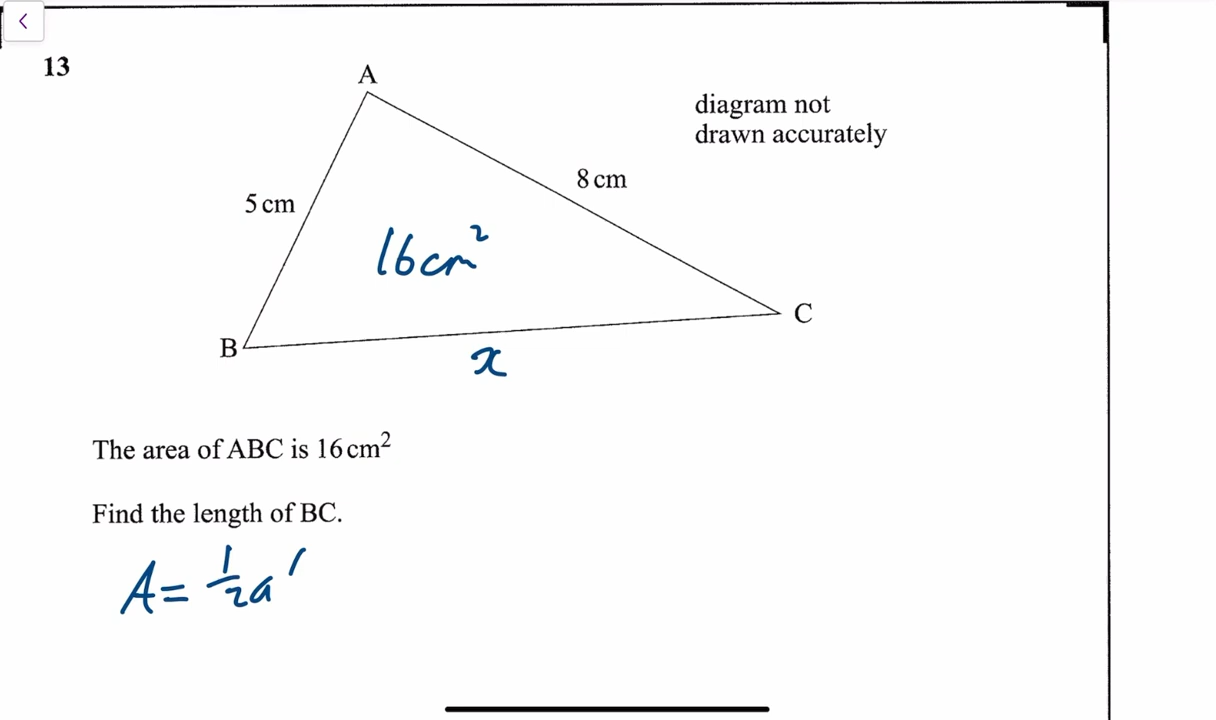 13
A
diagram not
drawn accurately
8 cm
5 cm
16cm²
B
C
x
The area of ABC is 16 cm²
Find the length of BC.
A = ½a